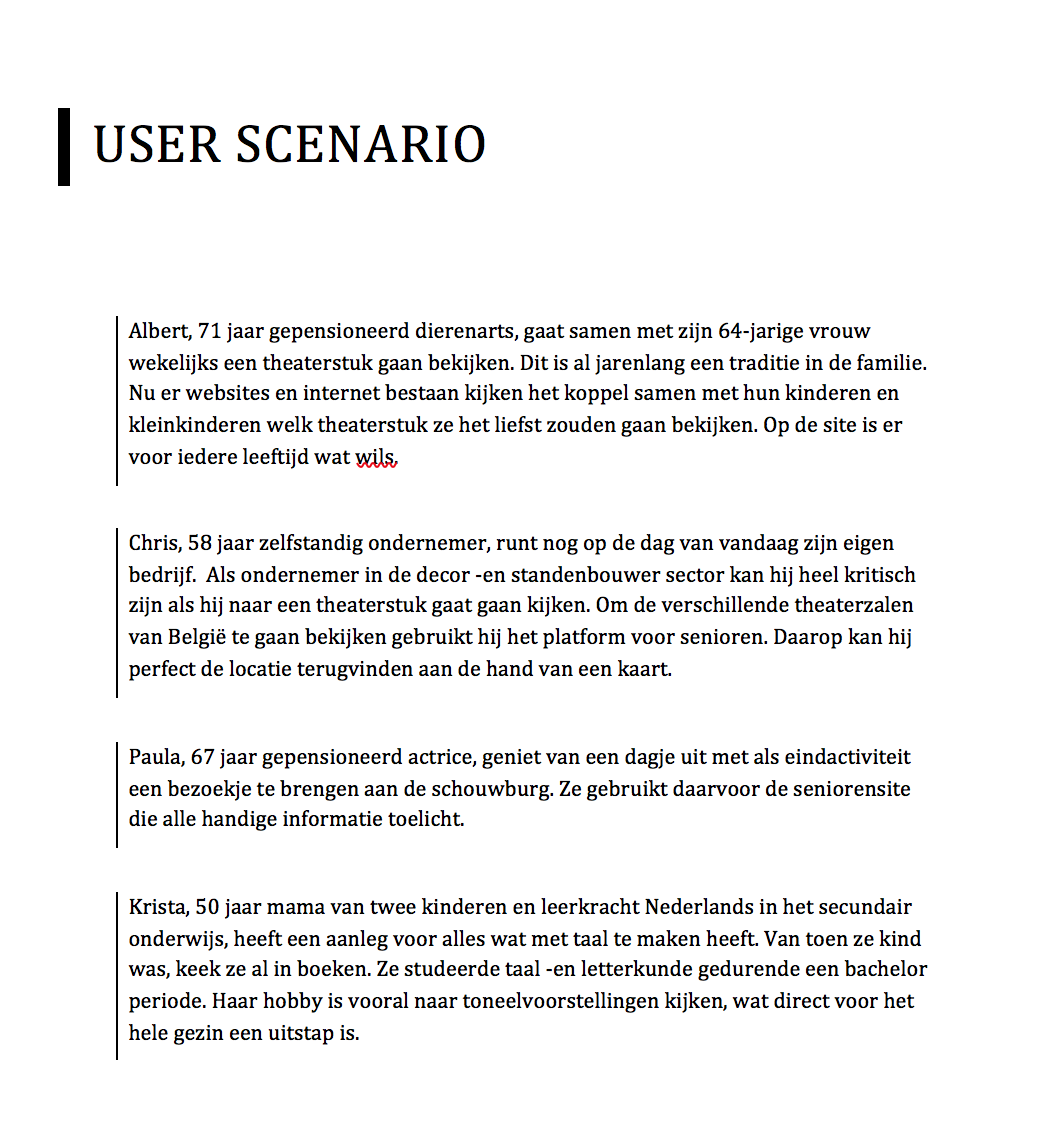 USER SCENARIO
Albert, 71 jaar gepensioneerd dierenarts, gaat samen met zijn 64-jarige vrouw
wekelijks een theaterstuk gaan bekijken. Dit is al jarenlang een traditie in de familie.
Nu er websites en internet bestaan kijken het koppel samen met hun kinderen en
kleinkinderen welk theaterstuk ze het liefst zouden gaan bekijken. Op de site is er
voor iedere leeftijd wat wils.
Chris, 58 jaar zelfstandig ondernemer, runt nog op de dag van vandaag zijn eigen
bedrijf.  Als ondernemer in de decor -en standenbouwer sector kan hij heel kritisch
zijn als hij naar een theaterstuk gaat gaan kijken. Om de verschillende theaterzalen
van België te gaan bekijken gebruikt hij het platform voor senioren. Daarop kan hij
perfect de locatie terugvinden aan de hand van een kaart.
Paula, 67 jaar gepensioneerd actrice, geniet van een dagje uit met als eindactiviteit
een bezoekje te brengen aan de schouwburg. Ze gebruikt daarvoor de seniorensite
die alle handige informatie toelicht.
Krista, 50 jaar mama van twee kinderen en leerkracht Nederlands in het secundair
onderwijs, heeft een aanleg voor alles wat met taal te maken heeft. Van toen ze kind
was, keek ze al in boeken. Ze studeerde taal -en letterkunde gedurende een bachelor
periode. Haar hobby is vooral naar toneelvoorstellingen kijken, wat direct voor het
hele gezin een uitstap is.